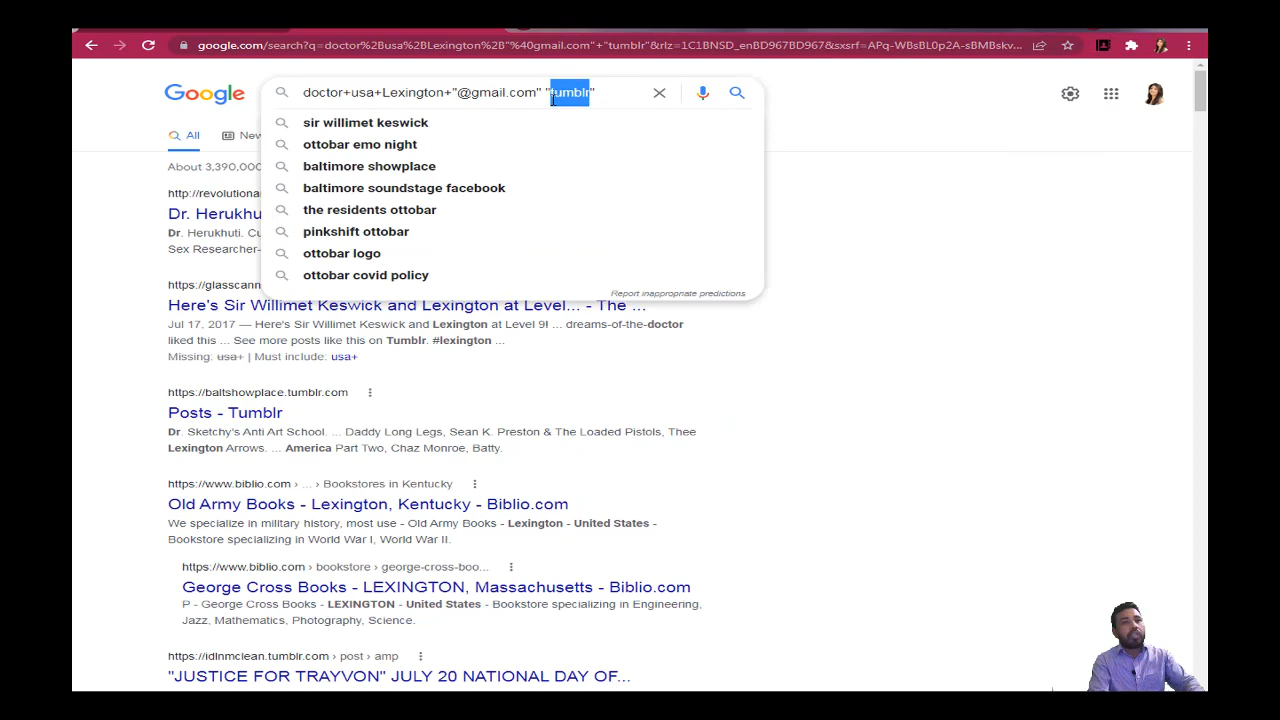 google.com/search?q=doctor%2Busa%2BLexington%2B"%40gmail.com"+"tumblr"&rlz=1C1BNSD_enBD967BD967&sxsrf=APq-WBsBL0p2A-sBMBskv...
Google
doctor+usa+Lexington+"@gmail.com" "tumblr"
sir willimet keswick
ottobar emo night
baltimore showplace
baltimore soundstage facebook
the residents ottobar
pinkshift ottobar
ottobar logo
ottobar covid policy
Report inappropriate predictions
All
New
About 3,390,000
http://revolutiona
Dr. Herukhu
Dr. Herukhuti. Cu
Sex Researcher-
https://glasscann
Here's Sir Willimet Keswick and Lexington at Level... - The ...
Jul 17, 2017 — Here's Sir Willimet Keswick and Lexington at Level 9! ... dreams-of-the-doctor
liked this ... See more posts like this on Tumblr. #lexington ...
Missing: usa+ | Must include: usa+
https://baltshowplace.tumblr.com
Posts - Tumblr
Dr. Sketchy's Anti Art School. ... Daddy Long Legs, Sean K. Preston & The Loaded Pistols, Thee
Lexington Arrows. ... America Part Two, Chaz Monroe, Batty.
https://www.biblio.com › ... › Bookstores in Kentucky
Old Army Books - Lexington, Kentucky - Biblio.com
We specialize in military history, most use - Old Army Books - Lexington - United States -
Bookstore specializing in World War I, World War II.
https://www.biblio.com › bookstore › george-cross-boo...
George Cross Books - LEXINGTON, Massachusetts - Biblio.com
P - George Cross Books - LEXINGTON - United States - Bookstore specializing in Engineering,
Jazz, Mathematics, Photography, Science.
https://idlnmclean.tumblr.com › post › amp
"JUSTICE FOR TRAYVON" JULY 20 NATIONAL DAY OF...